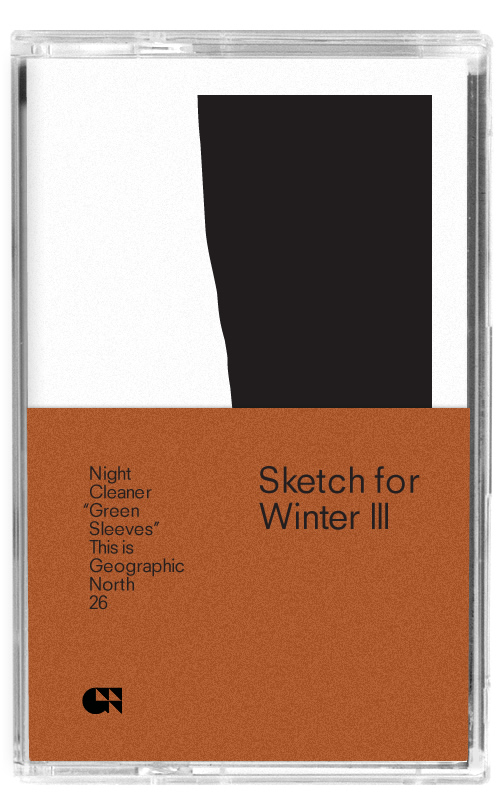 Night
Cleaner
“Green
Sleeves”
This is
Geographic
North
26
Sketch for
Winter III